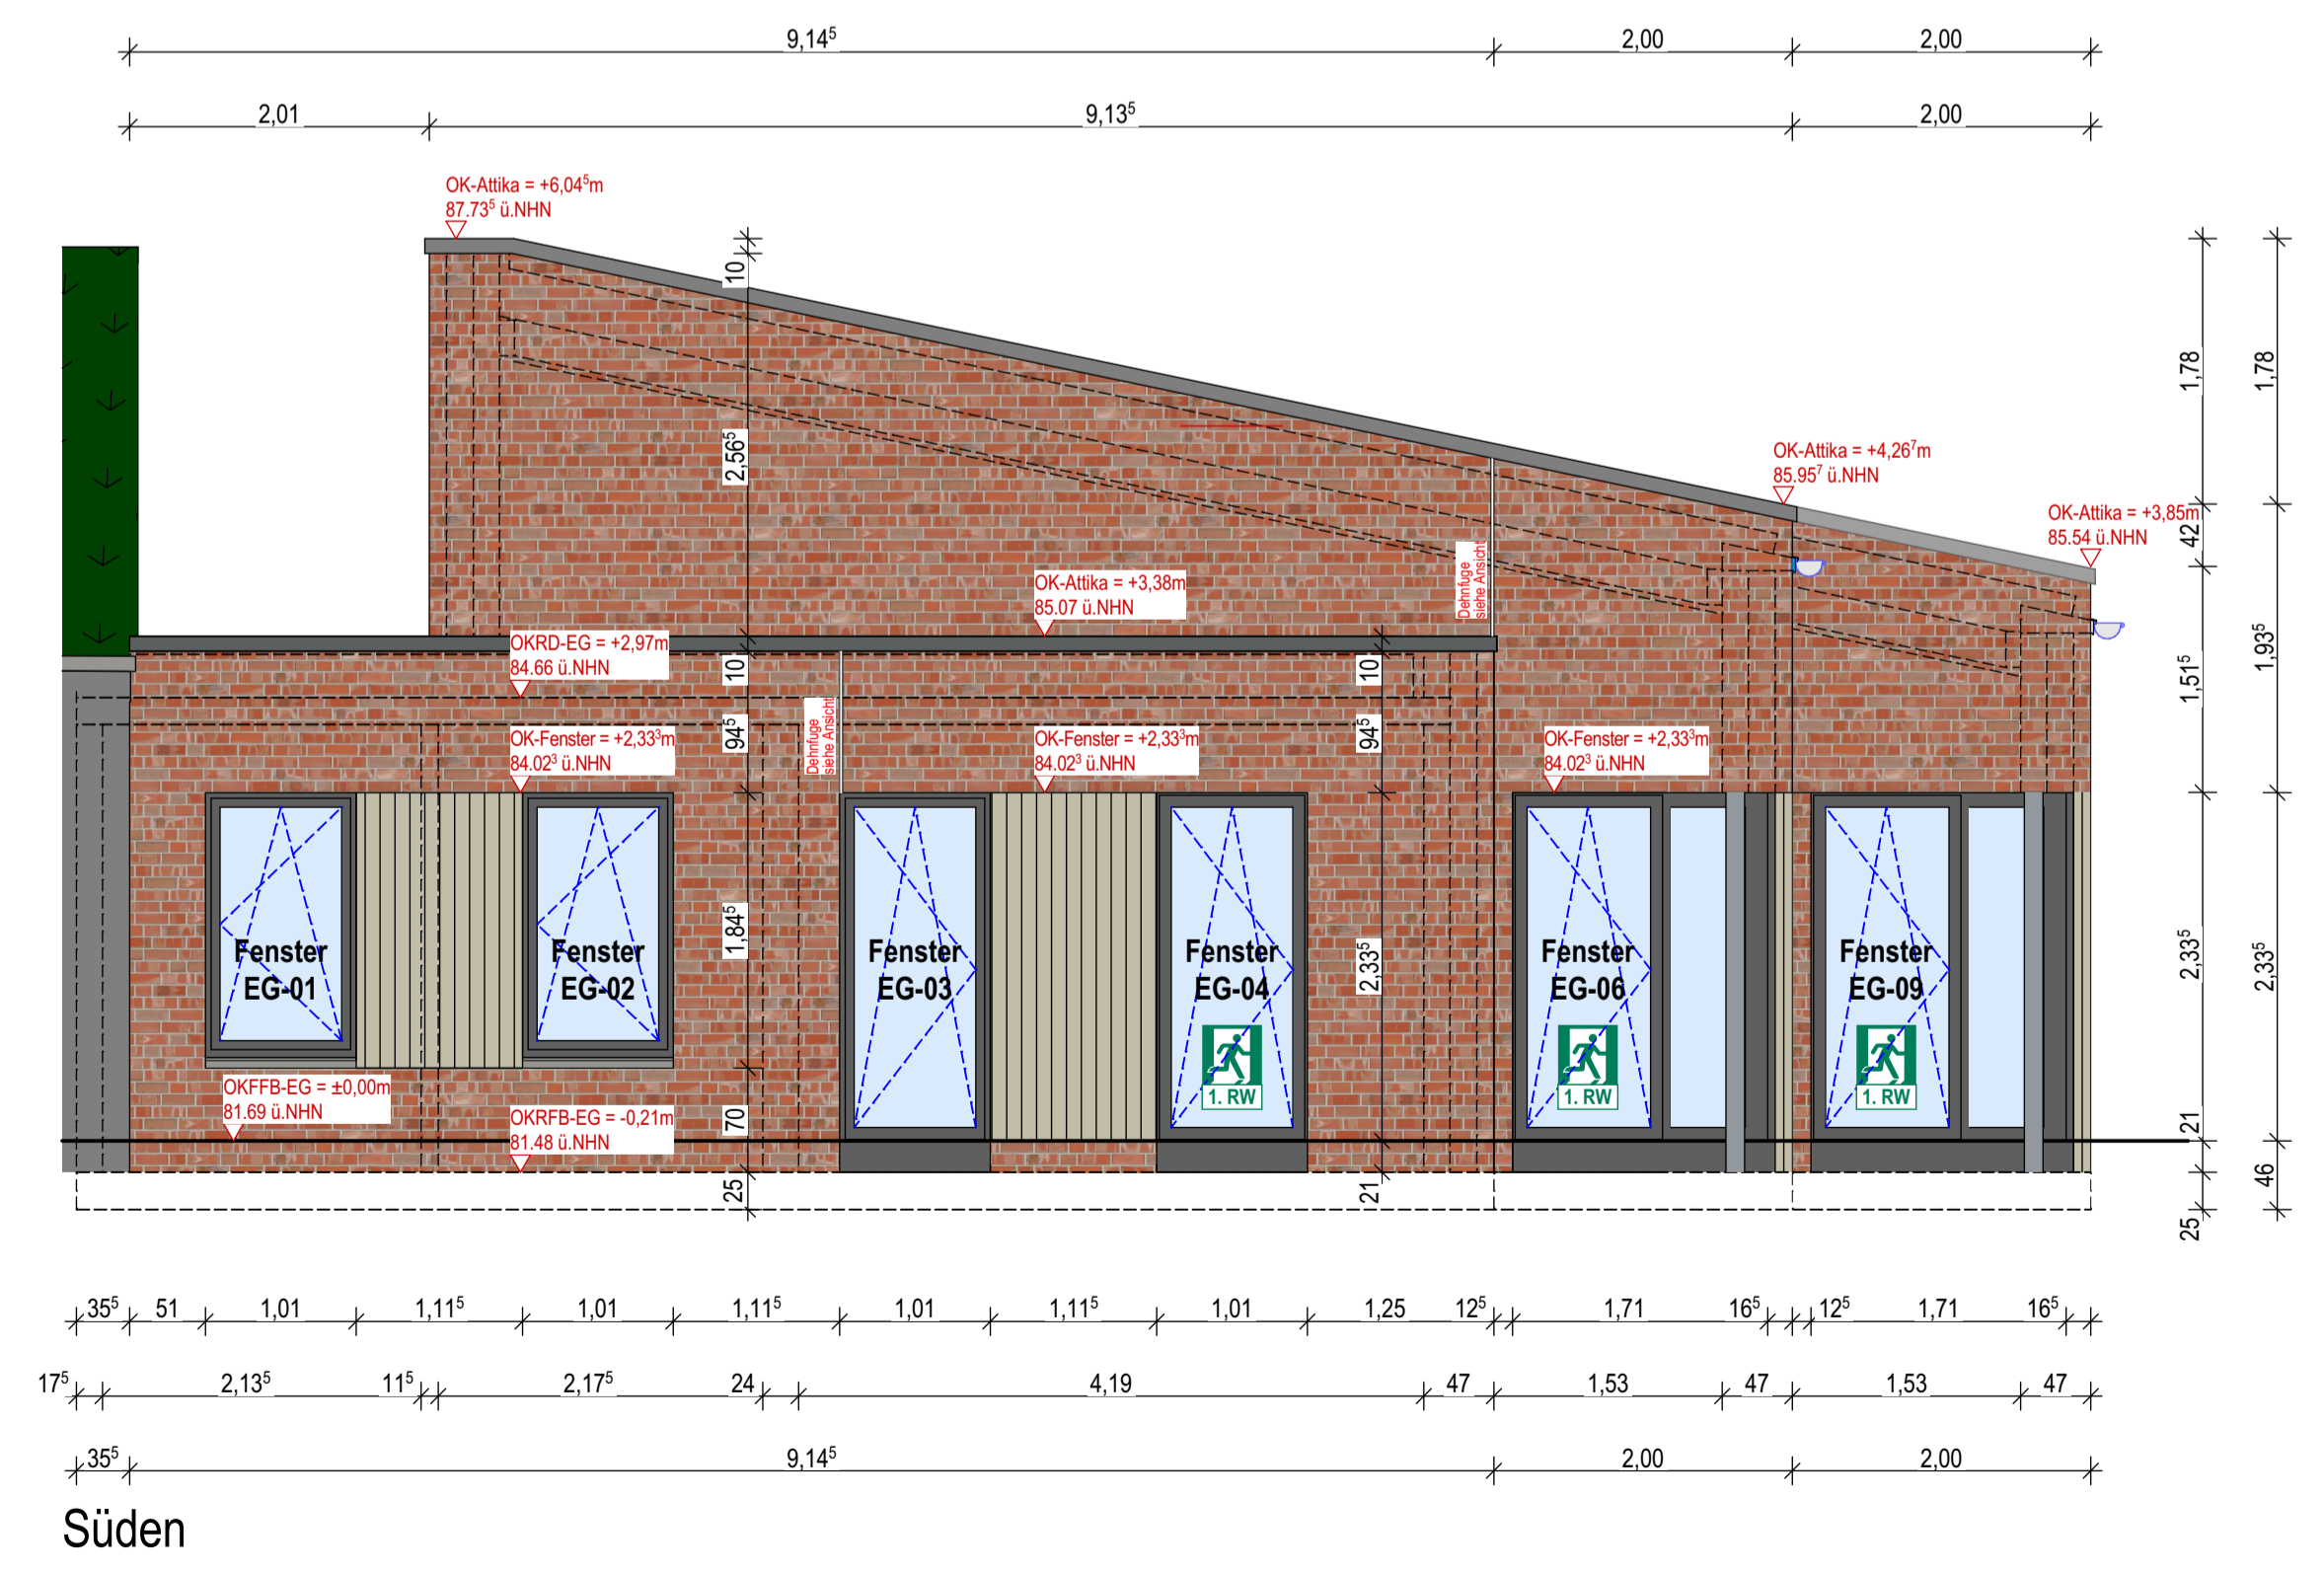 9,14⁵ 2,00 2,00
2,01 9,13⁵ 2,00
OK-Attika = +6,04⁵m
87.73⁵ ü.NHN
10
2,56⁵
1,78
1,78
OK-Attika = +4,26⁷m
85.95⁷ ü.NHN
OK-Attika = +3,85m
85.54 ü.NHN
42
Dehnfuge
siehe Ansicht
OK-Attika = +3,38m
85.07 ü.NHN
OKRD-EG = +2,97m
84.66 ü.NHN
10
10
1,51⁵
1,93⁵
Dehnfuge
siehe Ansicht
94⁵
94⁵
OK-Fenster = +2,33³m
84.02³ ü.NHN
OK-Fenster = +2,33³m
84.02³ ü.NHN
OK-Fenster = +2,33³m
84.02³ ü.NHN
1,84⁵
2,33⁵
2,33⁵
2,33⁵
Fenster
EG-01
Fenster
EG-02
Fenster
EG-03
Fenster
EG-04
1. RW
Fenster
EG-06
1. RW
Fenster
EG-09
1. RW
OKFFB-EG = ±0,00m
81.69 ü.NHN
OKRFB-EG = -0,21m
81.48 ü.NHN
70
21
25
21
46
25
35⁵ 51 1,01 1,11⁵ 1,01 1,11⁵ 1,01 1,11⁵ 1,01 1,25 12⁵ 1,71 16⁵ 12⁵ 1,71 16⁵
17⁵ 2,13⁵ 11⁵ 2,17⁵ 24 4,19 47 1,53 47 1,53 47
35⁵ 9,14⁵ 2,00 2,00
Süden